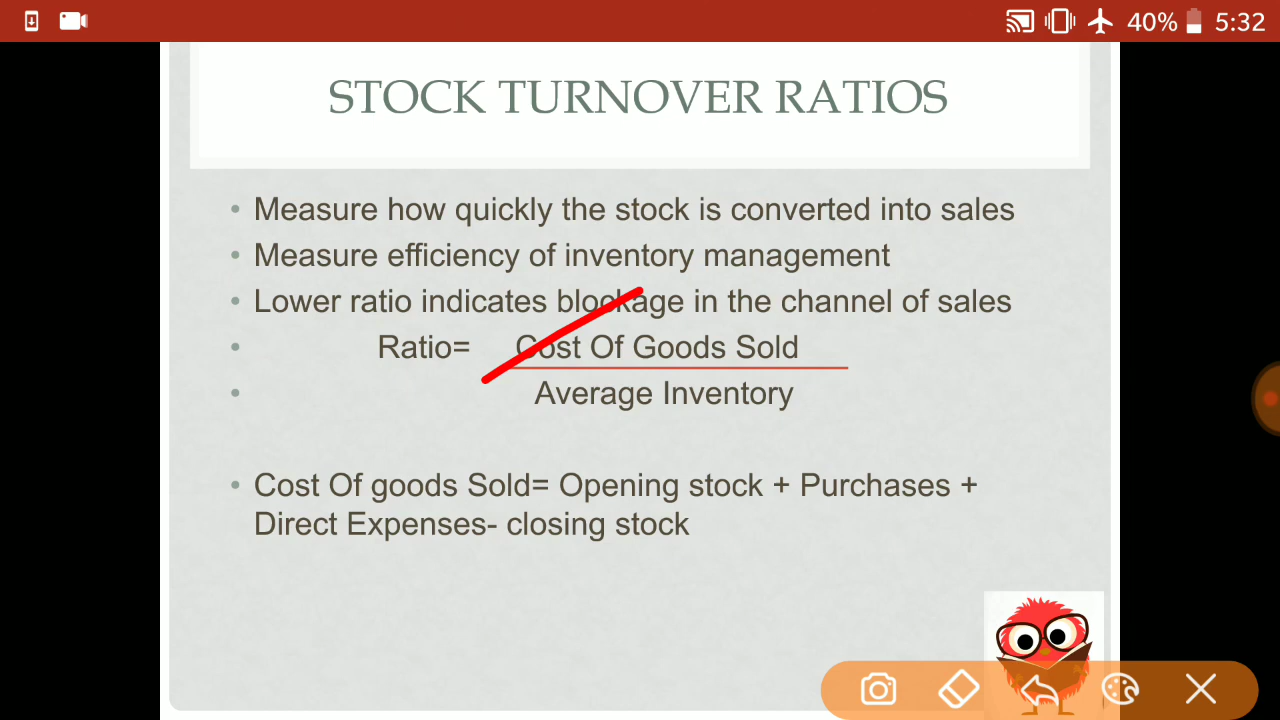 40% 5:32
STOCK TURNOVER RATIOS
• Measure how quickly the stock is converted into sales
• Measure efficiency of inventory management
• Lower ratio indicates blockage in the channel of sales
• Ratio= Cost Of Goods Sold
• Average Inventory
• Cost Of goods Sold= Opening stock + Purchases +
Direct Expenses- closing stock